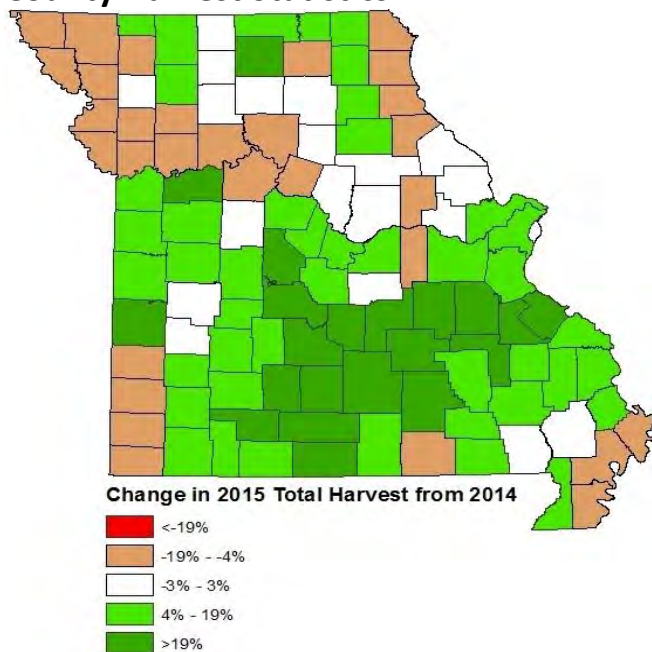 Change in 2015 Total Harvest from 2014
<-19%
-19% - -4%
-3% - 3%
4% - 19%
>19%